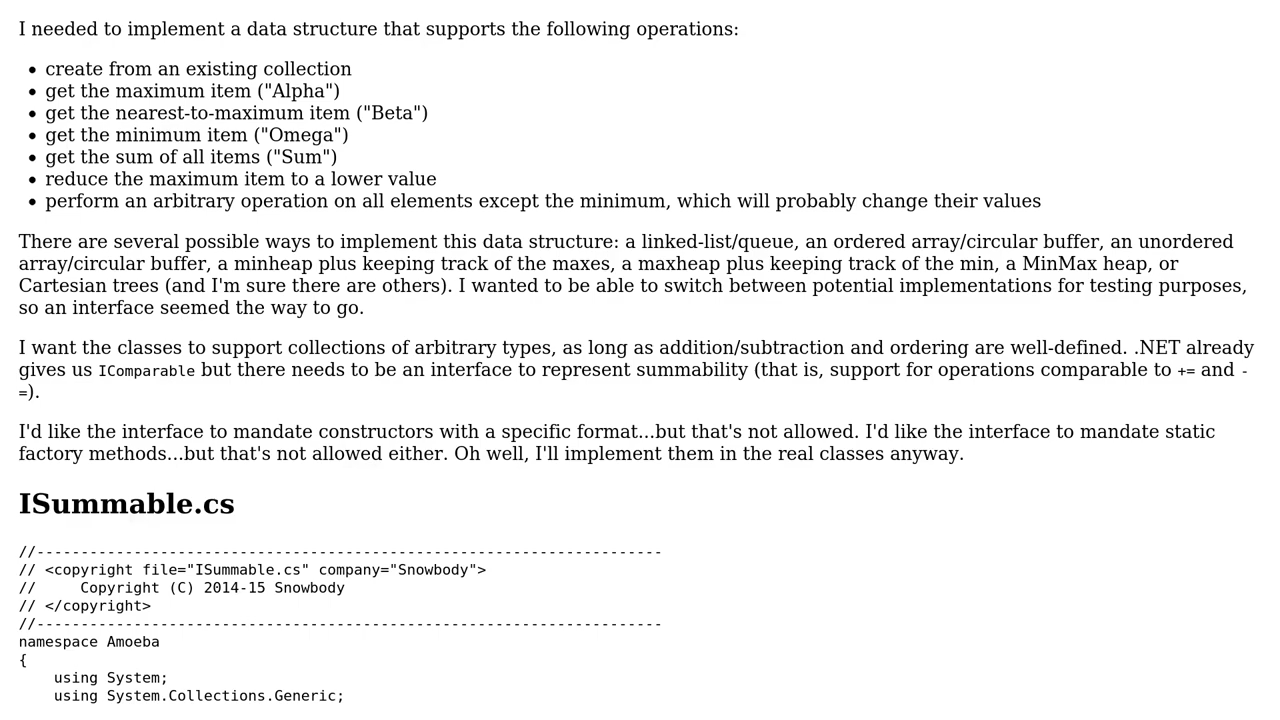 I needed to implement a data structure that supports the following operations:
• create from an existing collection
• get the maximum item ("Alpha")
• get the nearest-to-maximum item ("Beta")
• get the minimum item ("Omega")
• get the sum of all items ("Sum")
• reduce the maximum item to a lower value
• perform an arbitrary operation on all elements except the minimum, which will probably change their values
There are several possible ways to implement this data structure: a linked-list/queue, an ordered array/circular buffer, an unordered
array/circular buffer, a minheap plus keeping track of the maxes, a maxheap plus keeping track of the min, a MinMax heap, or
Cartesian trees (and I'm sure there are others). I wanted to be able to switch between potential implementations for testing purposes,
so an interface seemed the way to go.
I want the classes to support collections of arbitrary types, as long as addition/subtraction and ordering are well-defined. .NET already
gives us IComparable but there needs to be an interface to represent summability (that is, support for operations comparable to += and -
=).
I'd like the interface to mandate constructors with a specific format...but that's not allowed. I'd like the interface to mandate static
factory methods...but that's not allowed either. Oh well, I'll implement them in the real classes anyway.
ISummable.cs
//-----------------------------------------------------------------------
// <copyright file="ISummable.cs" company="Snowbody">
//     Copyright (C) 2014-15 Snowbody
// </copyright>
//-----------------------------------------------------------------------
namespace Amoeba
{
    using System;
    using System.Collections.Generic;